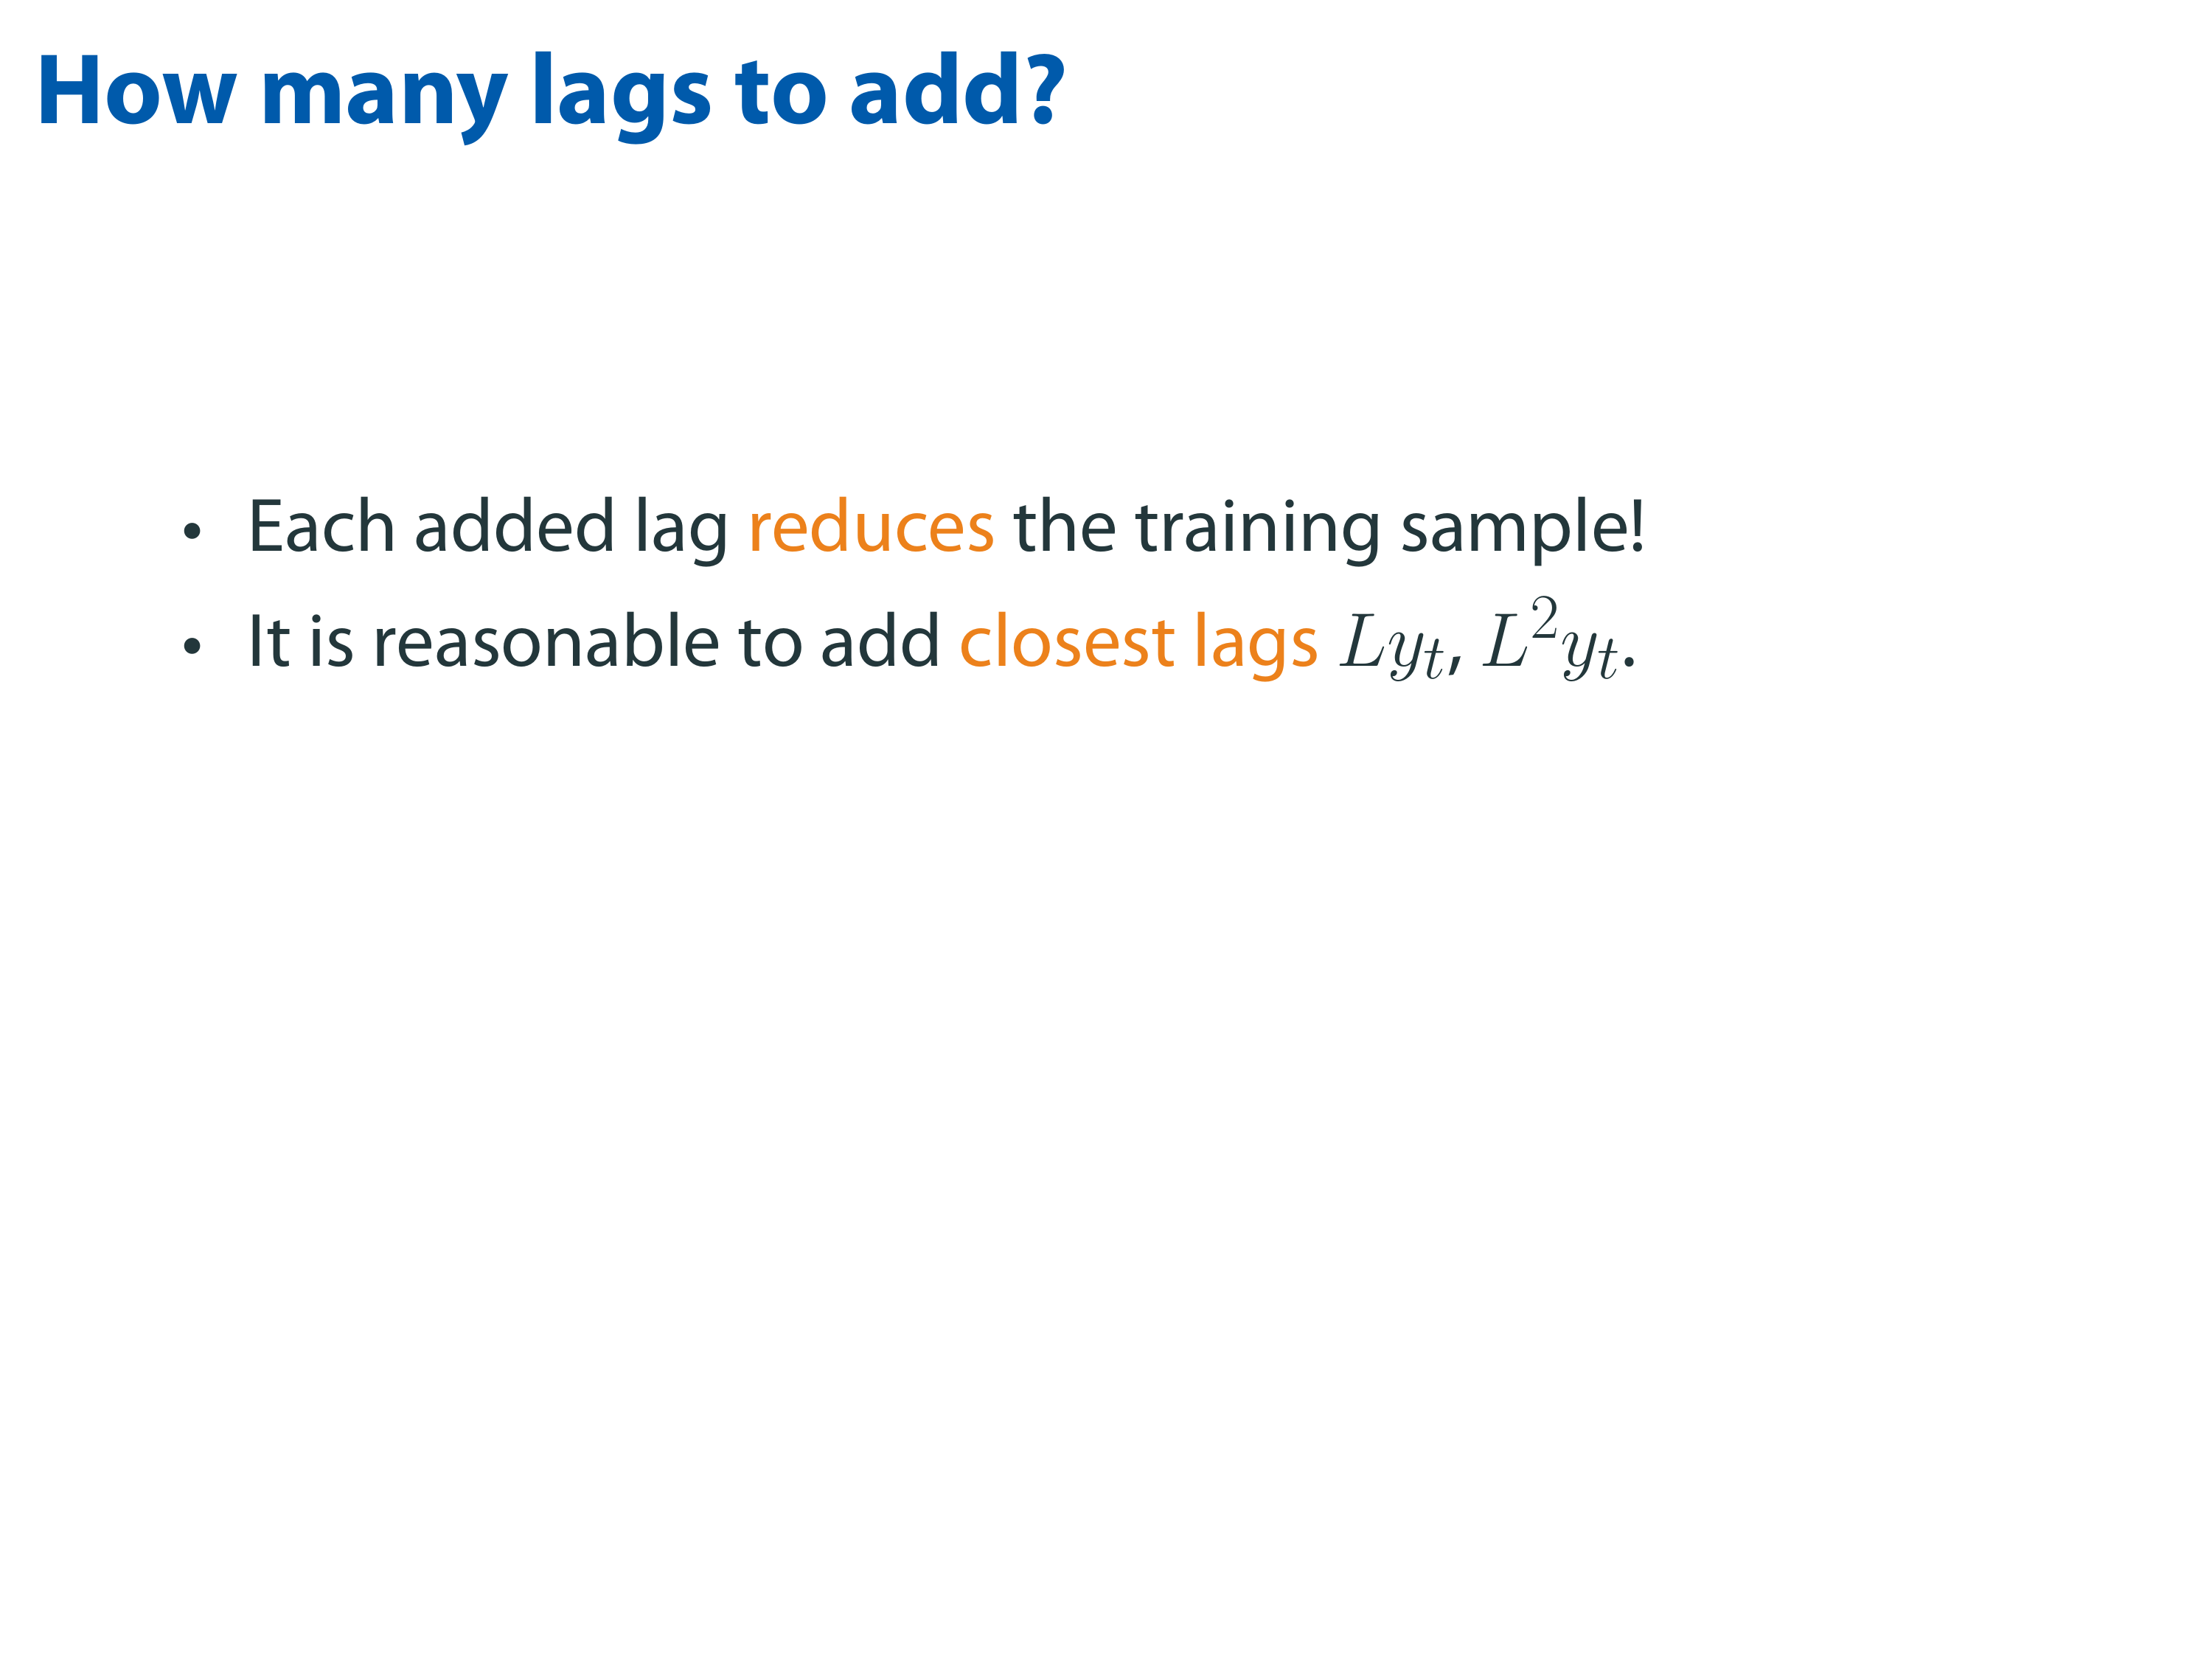 How many lags to add?
• Each added lag reduces the training sample!
• It is reasonable to add closest lags $Ly_t$, $L^2y_t$.